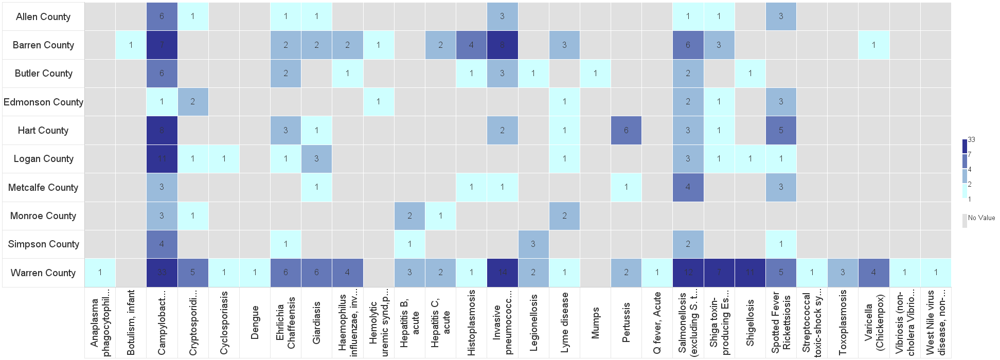 Allen County 6 1 1 1 3 1 1 3
Barren County 1 7 2 2 2 1 2 4 8 3 6 3 1
Butler County 6 2 1 1 3 1 1 2 1
Edmonson County 1 2 1 1 2 1 3
Hart County 8 3 1 2 1 6 3 1 5
Logan County 11 1 1 1 3 1 3 1 1 1
Metcalfe County 3 1 1 1 1 4 3
Monroe County 3 1 2 1 2
Simpson County 4 1 1 3 2 1
Warren County 1 33 5 1 1 6 6 4 3 2 1 14 2 1 2 1 12 7 11 5 1 3 4 1 1
33
7
4
2
1
No Value
Anaplasma
phagocytophil...
Botulism, infant
Campylobact...
Cryptosporidi...
Cyclosporiasis
Dengue
Ehrlichia
Chaffeensis
Giardiasis
Haemophilus
influenzae, inv...
Hemolytic
uremic synd,p...
Hepatitis B,
acute
Hepatitis C,
acute
Histoplasmosis
Invasive
pneumococc...
Legionellosis
Lyme disease
Mumps
Pertussis
Q fever, Acute
Salmonellosis
(excluding S. t...
Shiga toxin-
producing Es...
Shigellosis
Spotted Fever
Rickettsiosis
Streptococcal
toxic-shock sy...
Toxoplasmosis
Varicella
(Chickenpox)
Vibriosis (non-
cholera Vibrio...
West Nile virus
disease, non-...